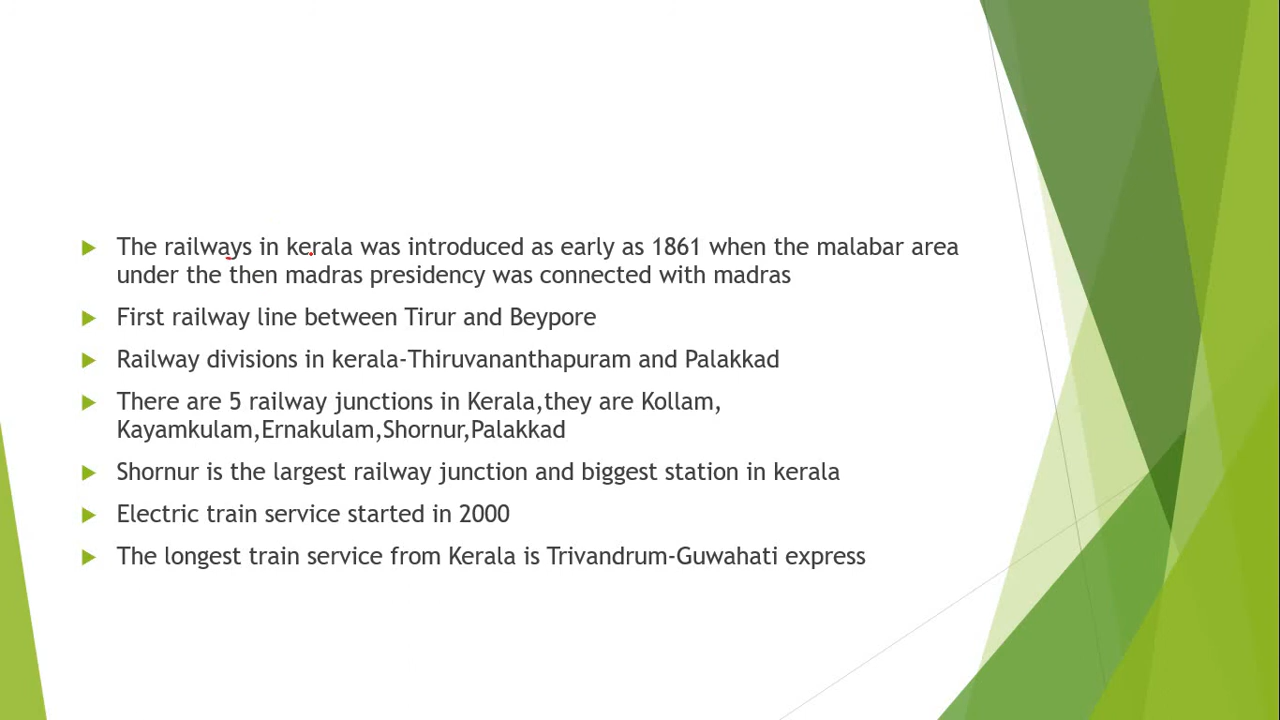 The railways in kerala was introduced as early as 1861 when the malabar area
under the then madras presidency was connected with madras
First railway line between Tirur and Beypore
Railway divisions in kerala-Thiruvananthapuram and Palakkad
There are 5 railway junctions in Kerala,they are Kollam,
Kayamkulam,Ernakulam,Shornur,Palakkad
Shornur is the largest railway junction and biggest station in kerala
Electric train service started in 2000
The longest train service from Kerala is Trivandrum-Guwahati express